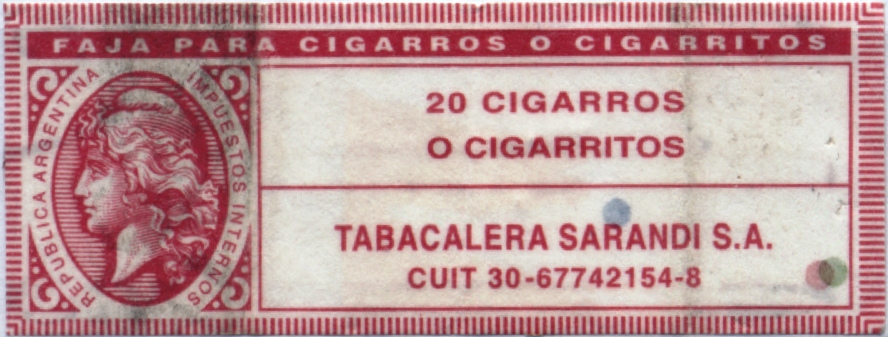 FAJA PARA CIGARROS O CIGARRITOS
REPUBLICA ARGENTINA
IMPUESTOS INTERNOS
20 CIGARROS
O CIGARRITOS
TABACALERA SARANDI S.A.
CUIT 30-67742154-8